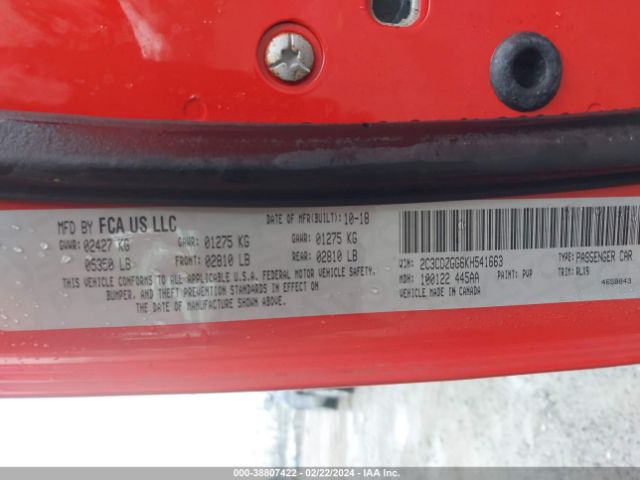 MFD BY FCA US LLC
DATE OF MFR(BUILT): 10-18
GVWR: 02427 KG
GAWR: 01275 KG
GAWR: 01275 KG
05350 LB
FRONT: 02810 LB
REAR: 02810 LB
THIS VEHICLE CONFORMS TO ALL APPLICABLE U.S.A. FEDERAL MOTOR VEHICLE SAFETY,
BUMPER, AND THEFT PREVENTION STANDARDS IN EFFECT ON
THE DATE OF MANUFACTURE SHOWN ABOVE.
VIN: 2C3CDZGG6KH541663
TYPE: PASSENGER CAR
MDH: 100122 445AA
PAINT: PVP
TRIM: RLX9
VEHICLE MADE IN CANADA
4658843
000-38807422 - 02/22/2024 - IAA Inc.